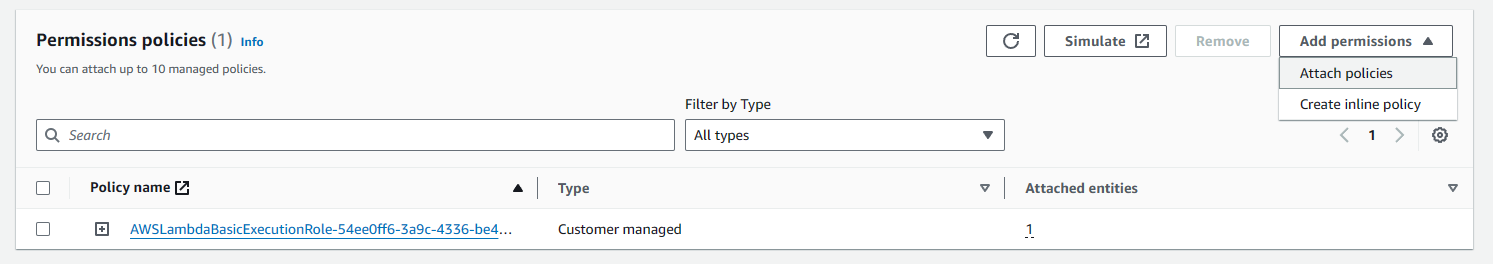 Permissions policies (1) Info
Simulate
Remove
Add permissions
You can attach up to 10 managed policies.
Attach policies
Create inline policy
Filter by Type
Search
All types
1
Policy name
Type
Attached entities
AWSLambdaBasicExecutionRole-54ee0ff6-3a9c-4336-be4...
Customer managed
1